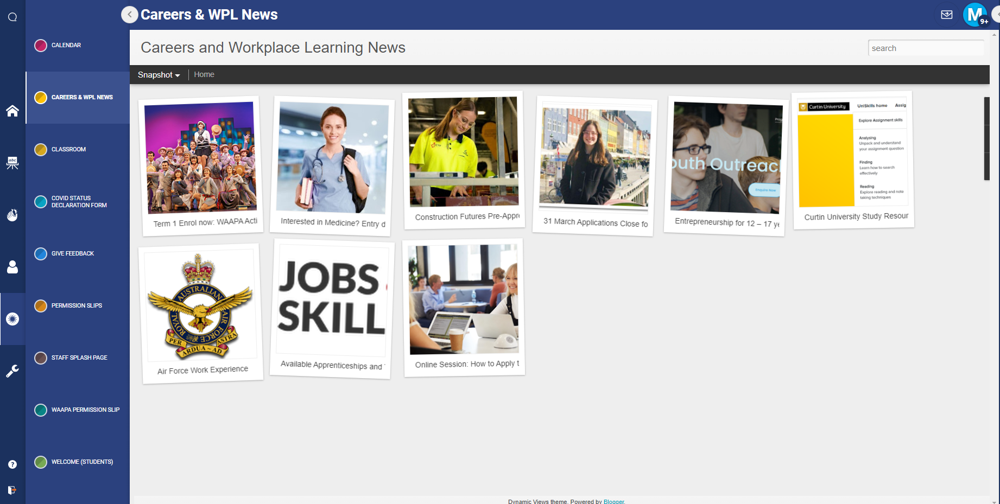 Careers & WPL News
M
9+
CALENDAR
CAREERS & WPL NEWS
CLASSROOM
COVID STATUS
DECLARATION FORM
GIVE FEEDBACK
PERMISSION SLIPS
STAFF SPLASH PAGE
WAAPA PERMISSION SLIP
WELCOME (STUDENTS)
abc
?
Careers and Workplace Learning News
search
Snapshot
Home
Term 1 Enrol now: WAAPA Acti
Interested in Medicine? Entry d
Construction Futures Pre-Appre
31 March Applications Close fo
outh Outreach
Enquire Now
Entrepreneurship for 12 – 17 ye
Curtin University
UniSkills home
Assig
Explore Assignment skills
Analysing
Unpack and understand
your assignment question
Finding
Learn how to search
effectively
Reading
Explore reading and note
taking techniques
Curtin University Study Resour
AUSTRALIAN
ROYAL
AIR FORCE
PER
ARDUA~AD
ASTRA
Air Force Work Experience
JOBS
SKILL
Available Apprenticeships and
Online Session: How to Apply t
Dynamic Views theme. Powered by Blogger.